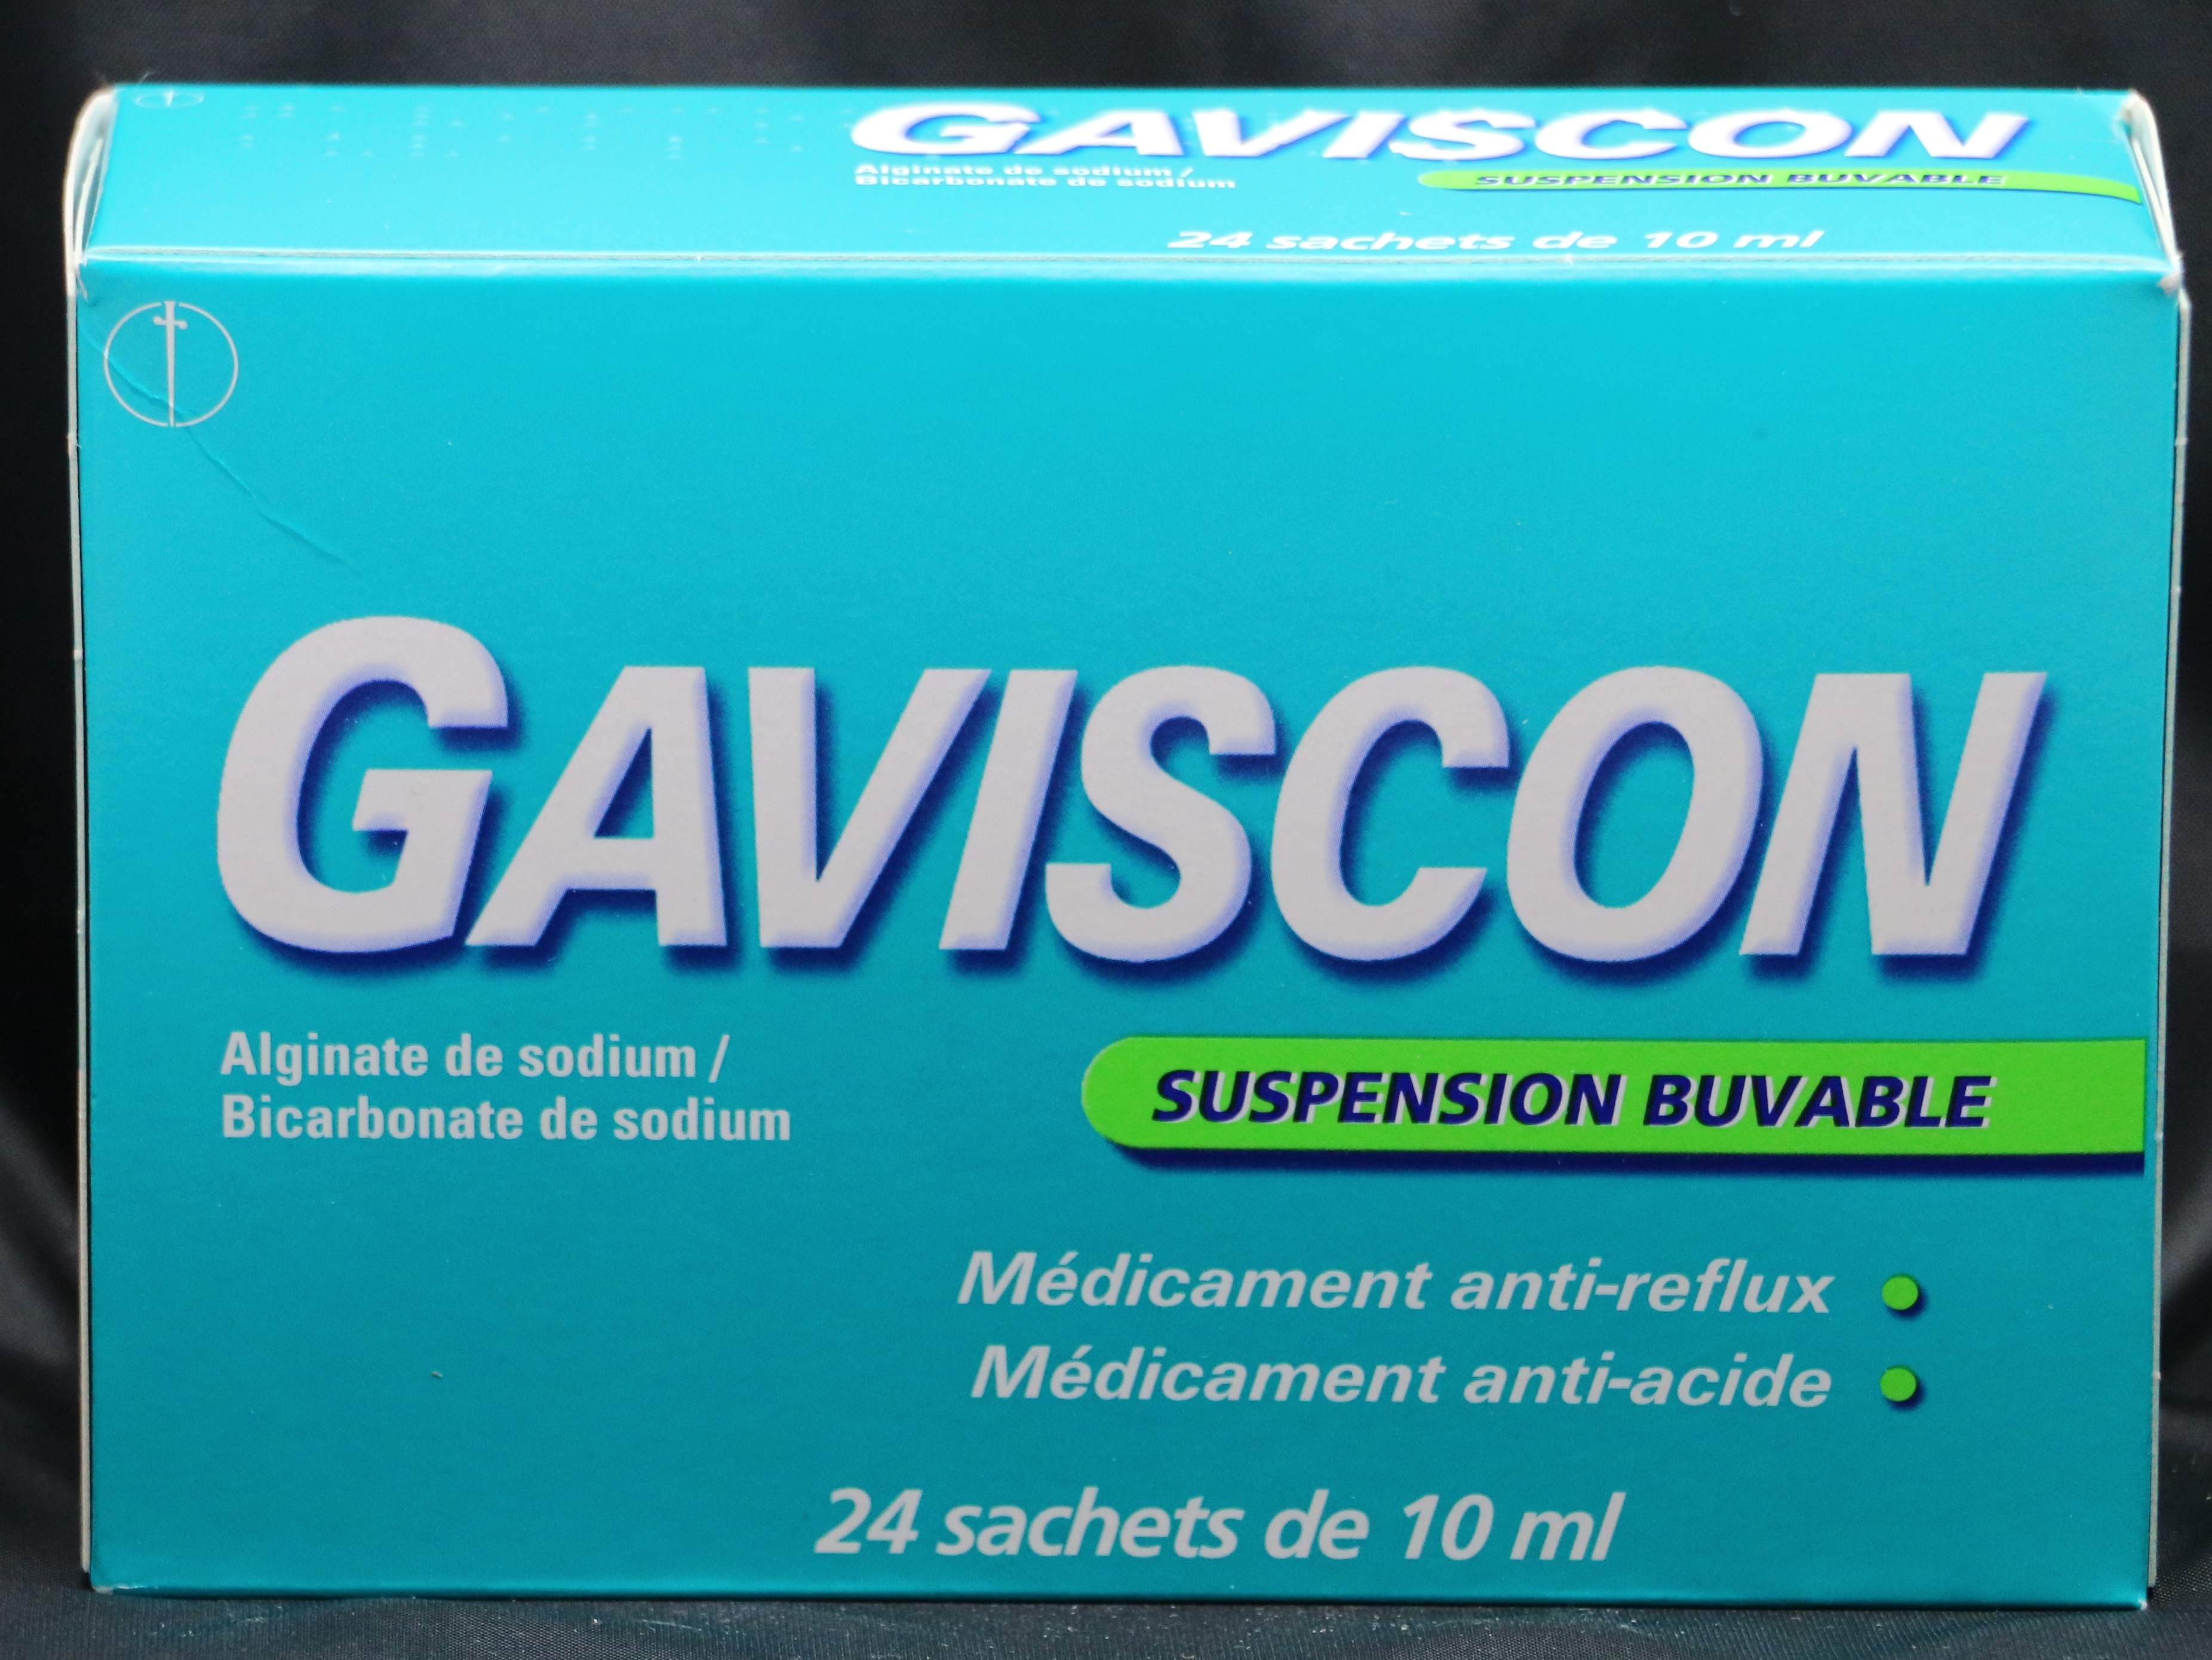 GAVISCON
Alginate de sodium /
Bicarbonate de sodium
SUSPENSION BUVABLE
24 sachets de 10 ml
GAVISCON
Alginate de sodium /
Bicarbonate de sodium
SUSPENSION BUVABLE
Médicament anti-reflux
Médicament anti-acide
24 sachets de 10 ml